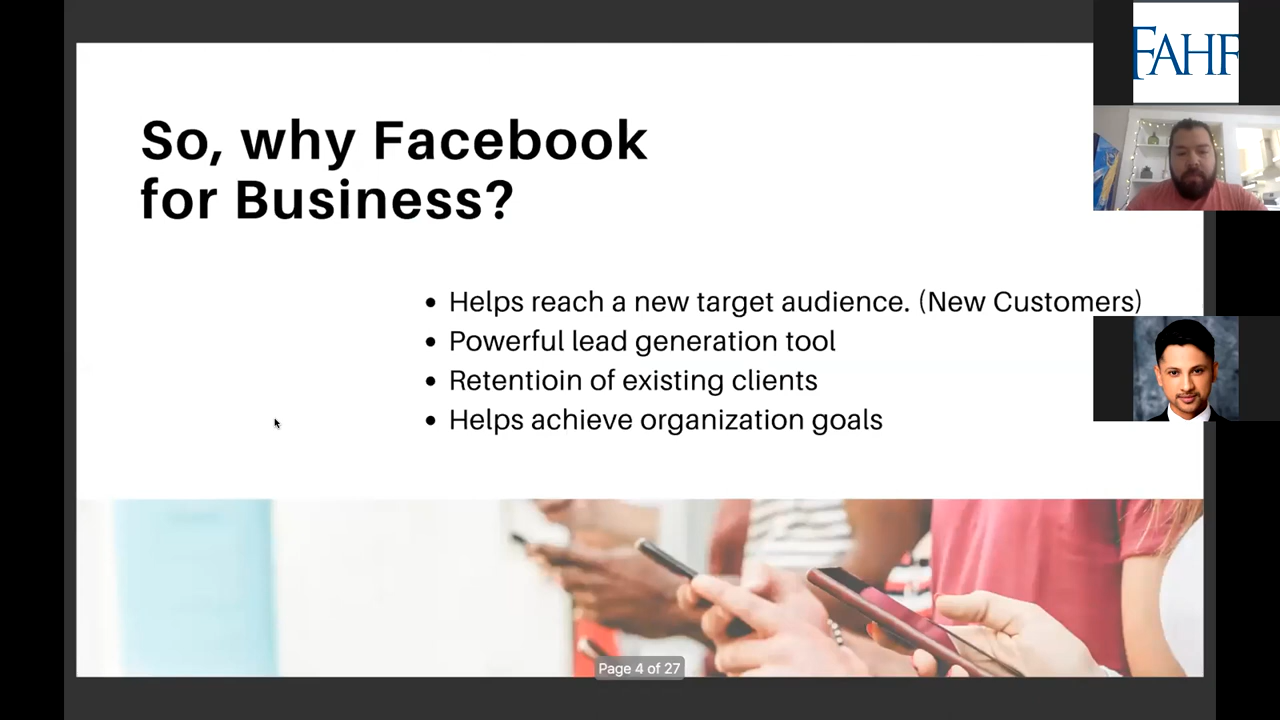 So, why Facebook
for Business?
• Helps reach a new target audience. (New Customers)
• Powerful lead generation tool
• Retentioin of existing clients
• Helps achieve organization goals
Page 4 of 27
FAHF